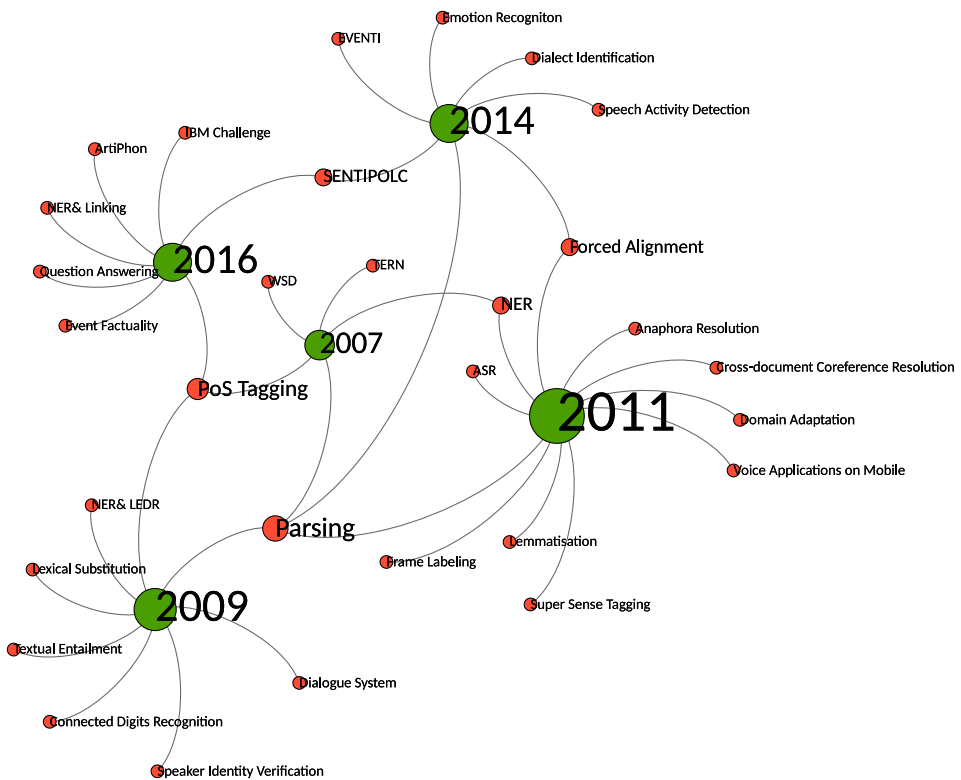 Emotion Recogniton
EVENTI
Dialect Identification
Speech Activity Detection
2014
IBM Challenge
ArtiPhon
SENTIPOLC
NER& Linking
Forced Alignment
2016
TERN
Question Answering
WSD
NER
Event Factuality
Anaphora Resolution
2007
Cross-document Coreference Resolution
ASR
PoS Tagging
2011
Domain Adaptation
Voice Applications on Mobile
NER& LEDR
Parsing
Lemmatisation
Frame Labeling
Lexical Substitution
Super Sense Tagging
2009
Textual Entailment
Dialogue System
Connected Digits Recognition
Speaker Identity Verification